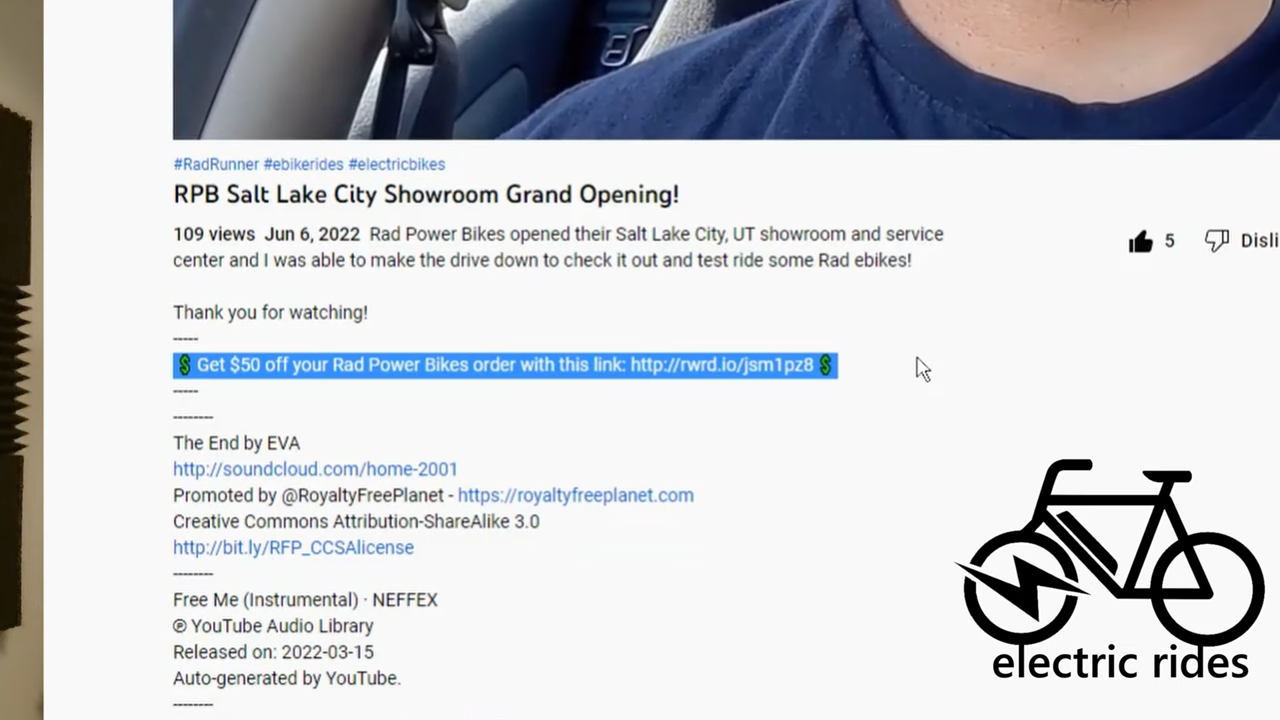 #RadRunner #ebikerides #electricbikes
RPB Salt Lake City Showroom Grand Opening!
109 views Jun 6, 2022 Rad Power Bikes opened their Salt Lake City, UT showroom and service
center and I was able to make the drive down to check it out and test ride some Rad ebikes!
5 Disli
Thank you for watching!
-----
💲 Get $50 off your Rad Power Bikes order with this link: http://rwrd.io/jsm1pz8 💲
-----
--------
The End by EVA
http://soundcloud.com/home-2001
Promoted by @RoyaltyFreePlanet - https://royaltyfreeplanet.com
Creative Commons Attribution-ShareAlike 3.0
http://bit.ly/RFP_CCSAlicense
--------
Free Me (Instrumental) · NEFFEX
℗ YouTube Audio Library
Released on: 2022-03-15
Auto-generated by YouTube.
--------
electric rides